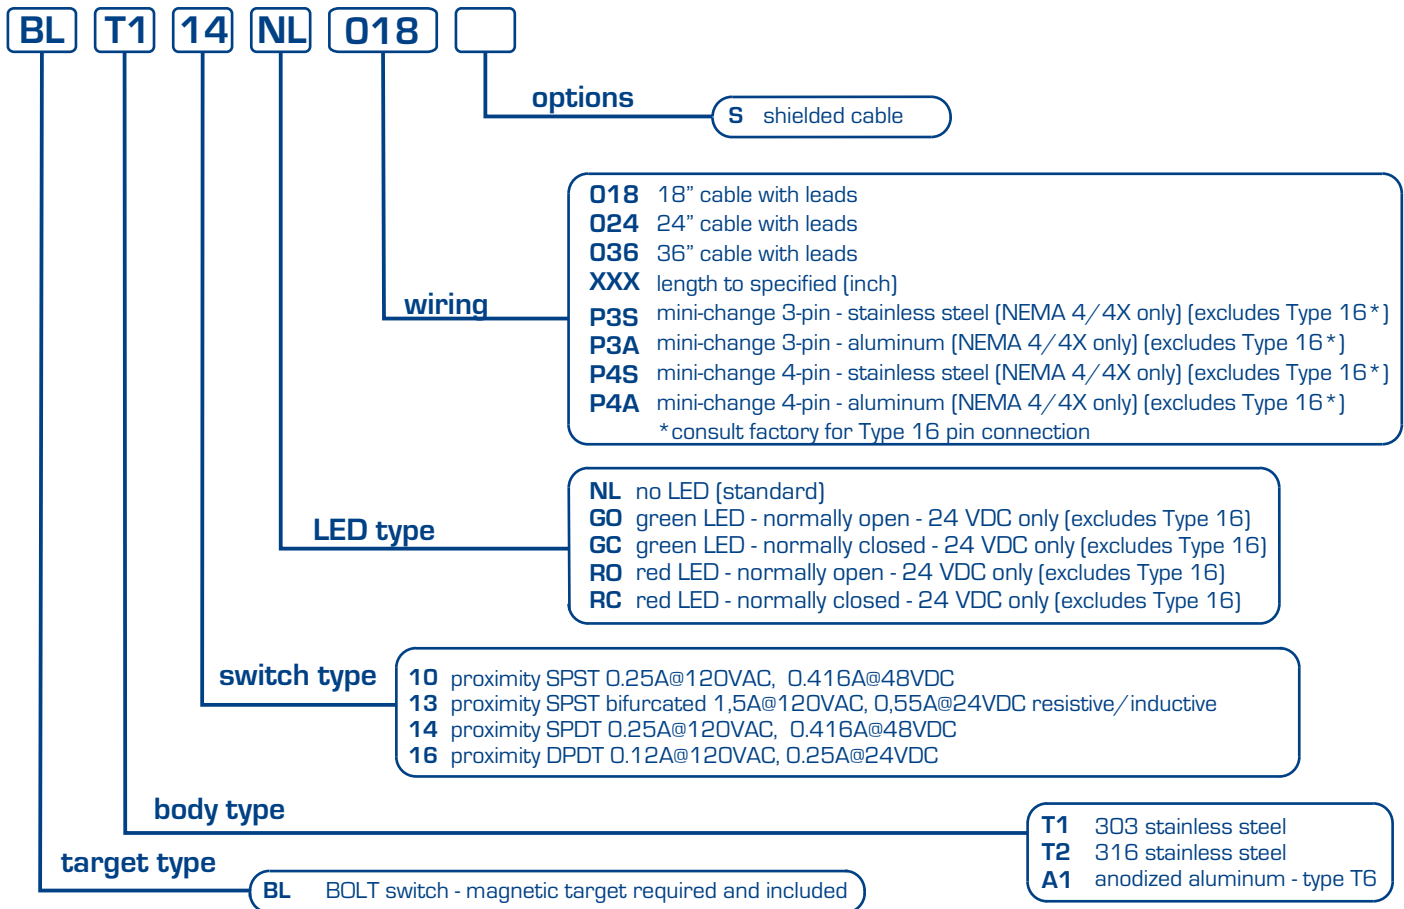 BL T1 14 NL 018
options
S shielded cable
018 18” cable with leads
024 24” cable with leads
036 36” cable with leads
XXX length to specified (inch)
wiring
P3S mini-change 3-pin - stainless steel (NEMA 4/4X only) (excludes Type 16*)
P3A mini-change 3-pin - aluminum (NEMA 4/4X only) (excludes Type 16*)
P4S mini-change 4-pin - stainless steel (NEMA 4/4X only) (excludes Type 16*)
P4A mini-change 4-pin - aluminum (NEMA 4/4X only) (excludes Type 16*)
*consult factory for Type 16 pin connection
NL no LED (standard)
GO green LED - normally open - 24 VDC only (excludes Type 16)
LED type
GC green LED - normally closed - 24 VDC only (excludes Type 16)
RO red LED - normally open - 24 VDC only (excludes Type 16)
RC red LED - normally closed - 24 VDC only (excludes Type 16)
switch type
10 proximity SPST 0.25A@120VAC, 0.416A@48VDC
13 proximity SPST bifurcated 1,5A@120VAC, 0,55A@24VDC resistive/inductive
14 proximity SPDT 0.25A@120VAC, 0.416A@48VDC
16 proximity DPDT 0.12A@120VAC, 0.25A@24VDC
body type
T1 303 stainless steel
T2 316 stainless steel
A1 anodized aluminum - type T6
target type
BL BOLT switch - magnetic target required and included